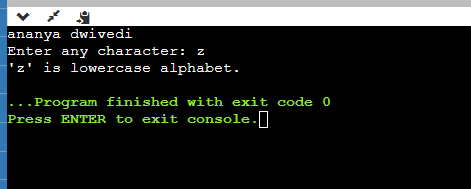 ananya dwivedi
Enter any character: z
'z' is lowercase alphabet.
...Program finished with exit code 0
Press ENTER to exit console.